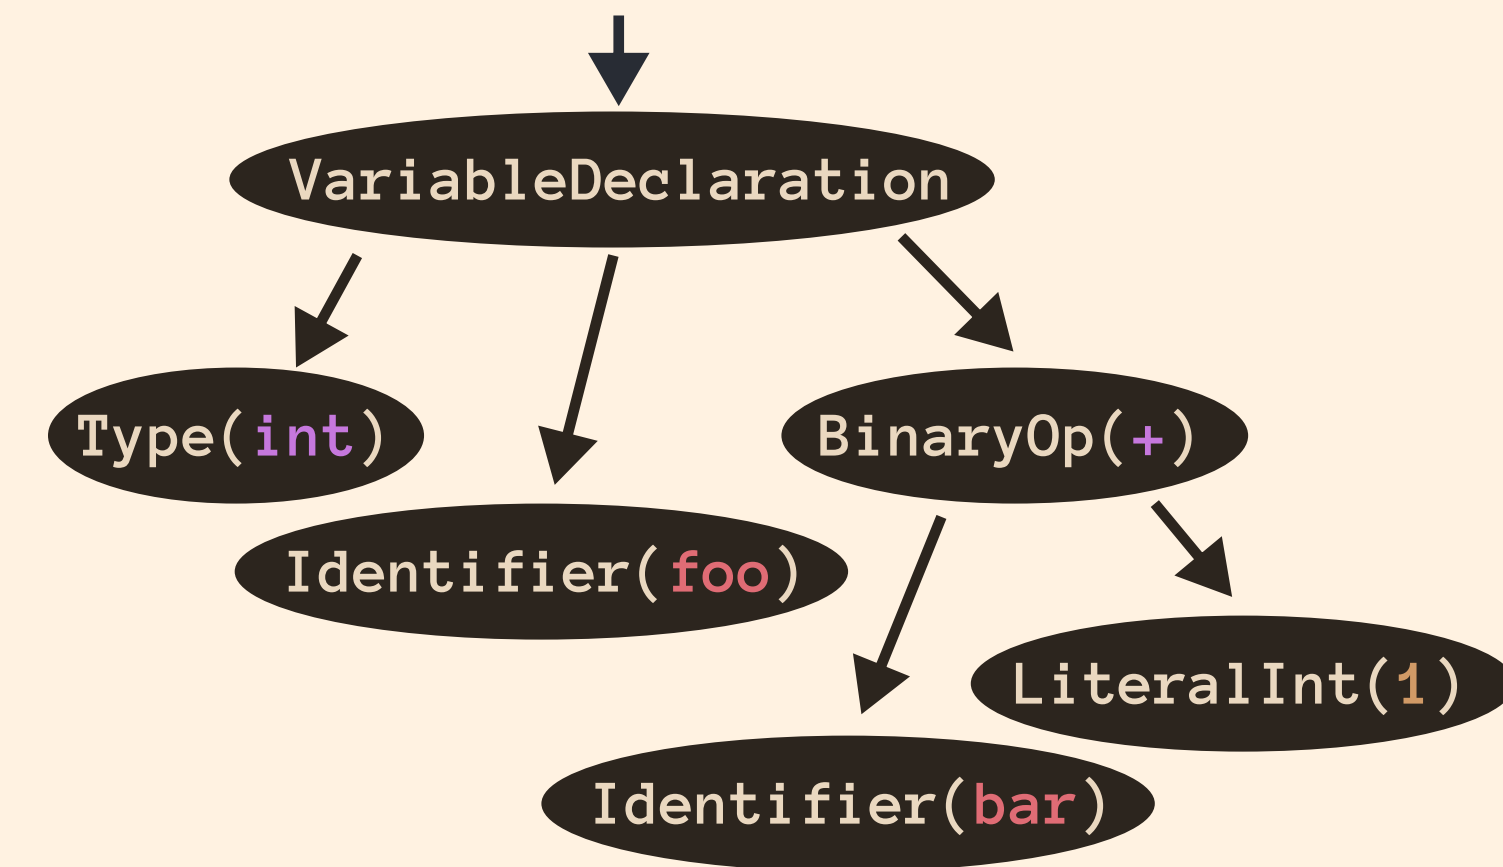 VariableDeclaration
Type(int)
BinaryOp(+)
Identifier(foo)
LiteralInt(1)
Identifier(bar)